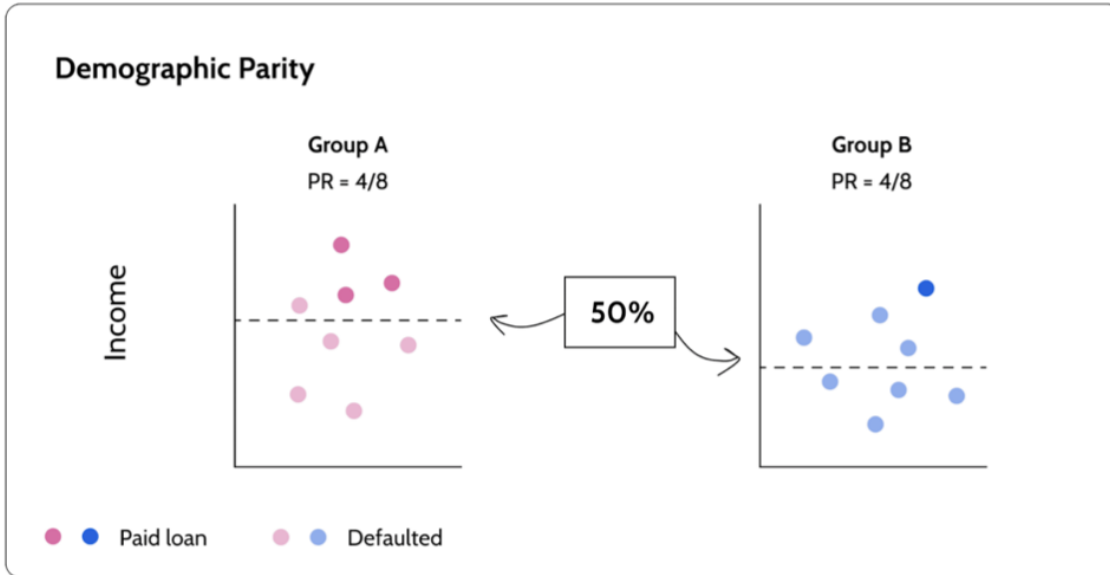 Demographic Parity
Group A
PR = 4/8
Group B
PR = 4/8
Income
50%
Paid loan
Defaulted